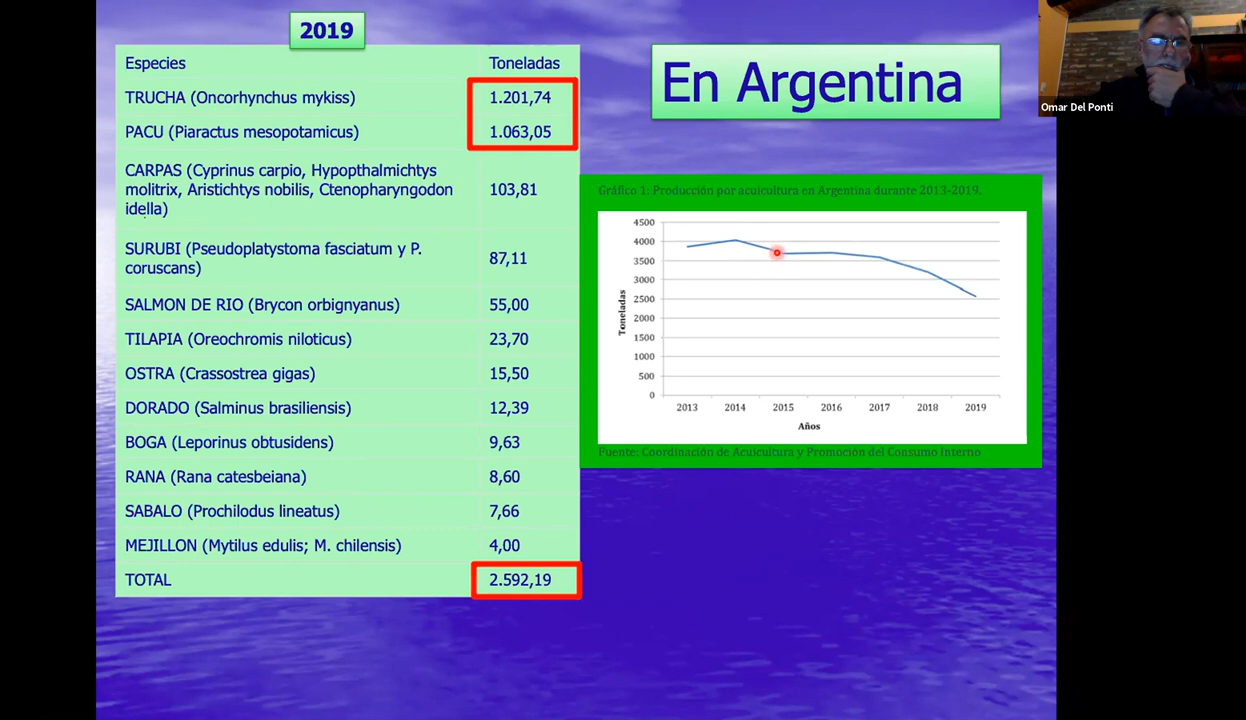 2019
Especies Toneladas
TRUCHA (Oncorhynchus mykiss) 1.201,74
PACU (Piaractus mesopotamicus) 1.063,05
CARPAS (Cyprinus carpio, Hypopthalmichtys
molitrix, Aristichtys nobilis, Ctenopharyngodon
idella) 103,81
SURUBI (Pseudoplatystoma fasciatum y P.
coruscans) 87,11
SALMON DE RIO (Brycon orbignyanus) 55,00
TILAPIA (Oreochromis niloticus) 23,70
OSTRA (Crassostrea gigas) 15,50
DORADO (Salminus brasiliensis) 12,39
BOGA (Leporinus obtusidens) 9,63
RANA (Rana catesbeiana) 8,60
SABALO (Prochilodus lineatus) 7,66
MEJILLON (Mytilus edulis; M. chilensis) 4,00
TOTAL 2.592,19
En Argentina
Omar Del Ponti
Gráfico 1: Producción por acuicultura en Argentina durante 2013-2019.
4500
4000
3500
3000
2500
2000
1500
1000
500
0
Toneladas
2013 2014 2015 2016 2017 2018 2019
Años
Fuente: Coordinación de Acuicultura y Promoción del Consumo Interno